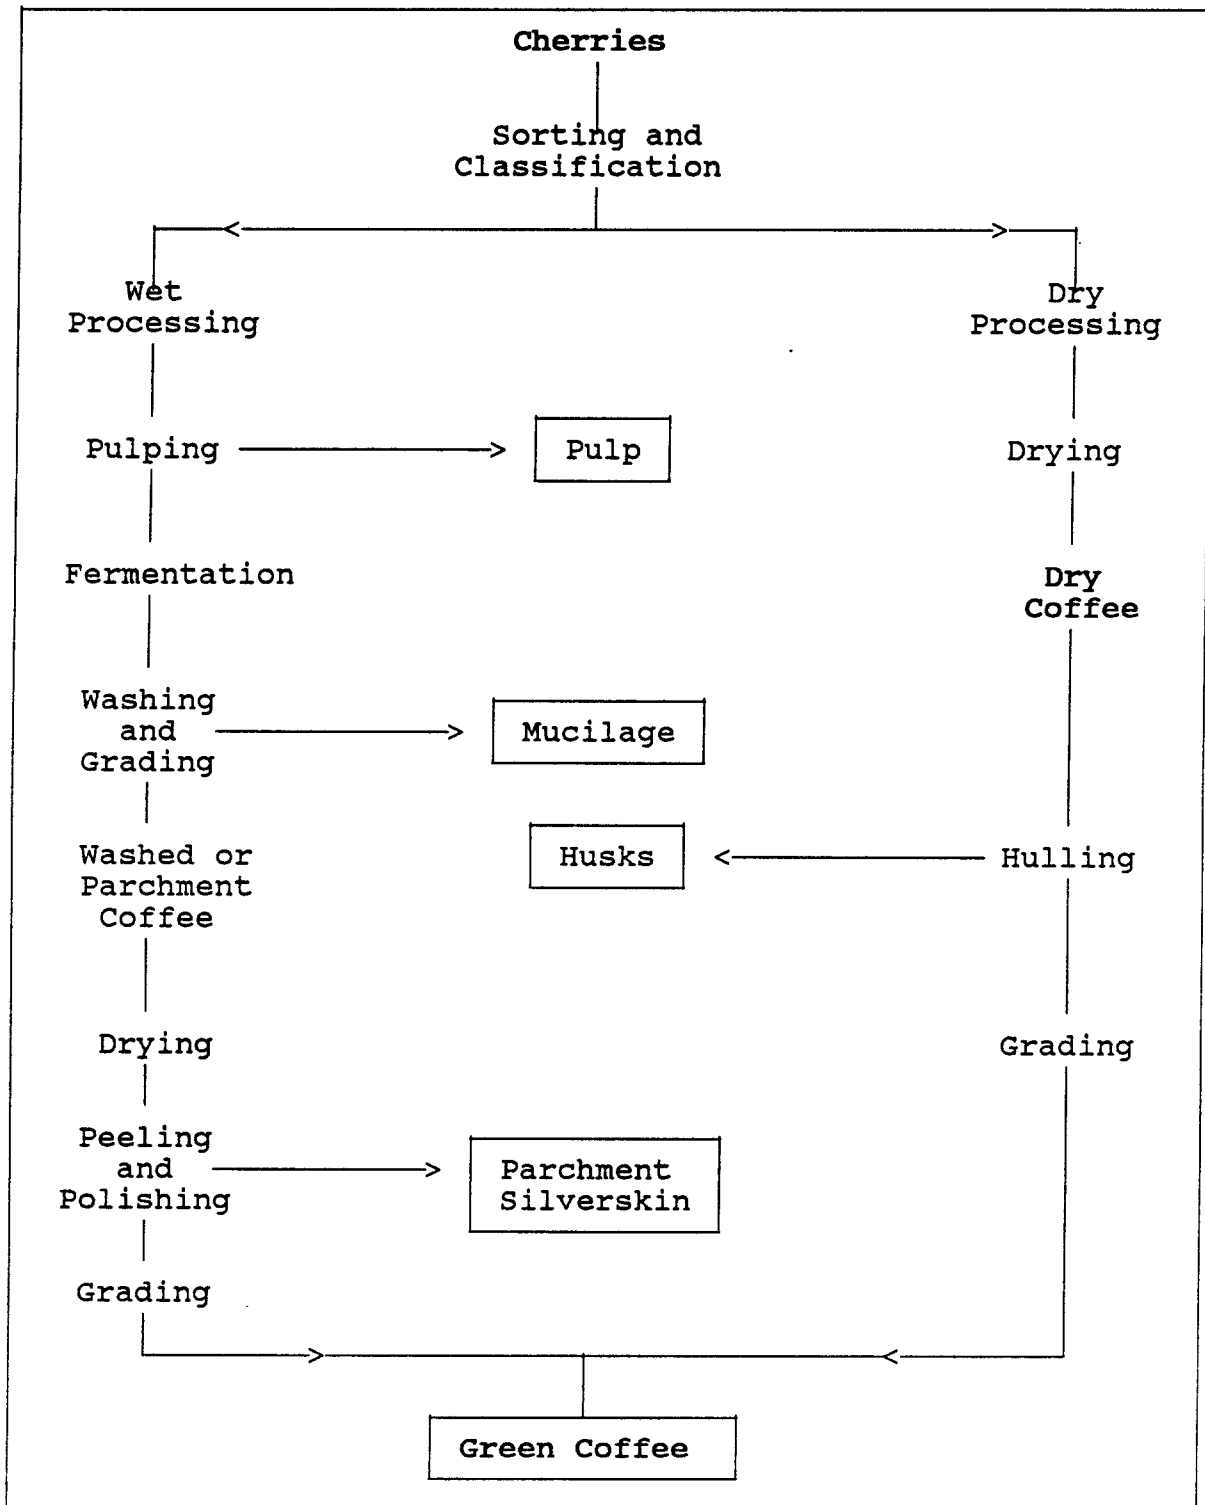 Cherries
Sorting and
Classification
Wet
Processing
Dry
Processing
Pulping
Pulp
Drying
Fermentation
Dry
Coffee
Washing
and
Grading
Mucilage
Washed or
Parchment
Coffee
Husks
Hulling
Drying
Grading
Peeling
and
Polishing
Parchment
Silverskin
Grading
Green Coffee